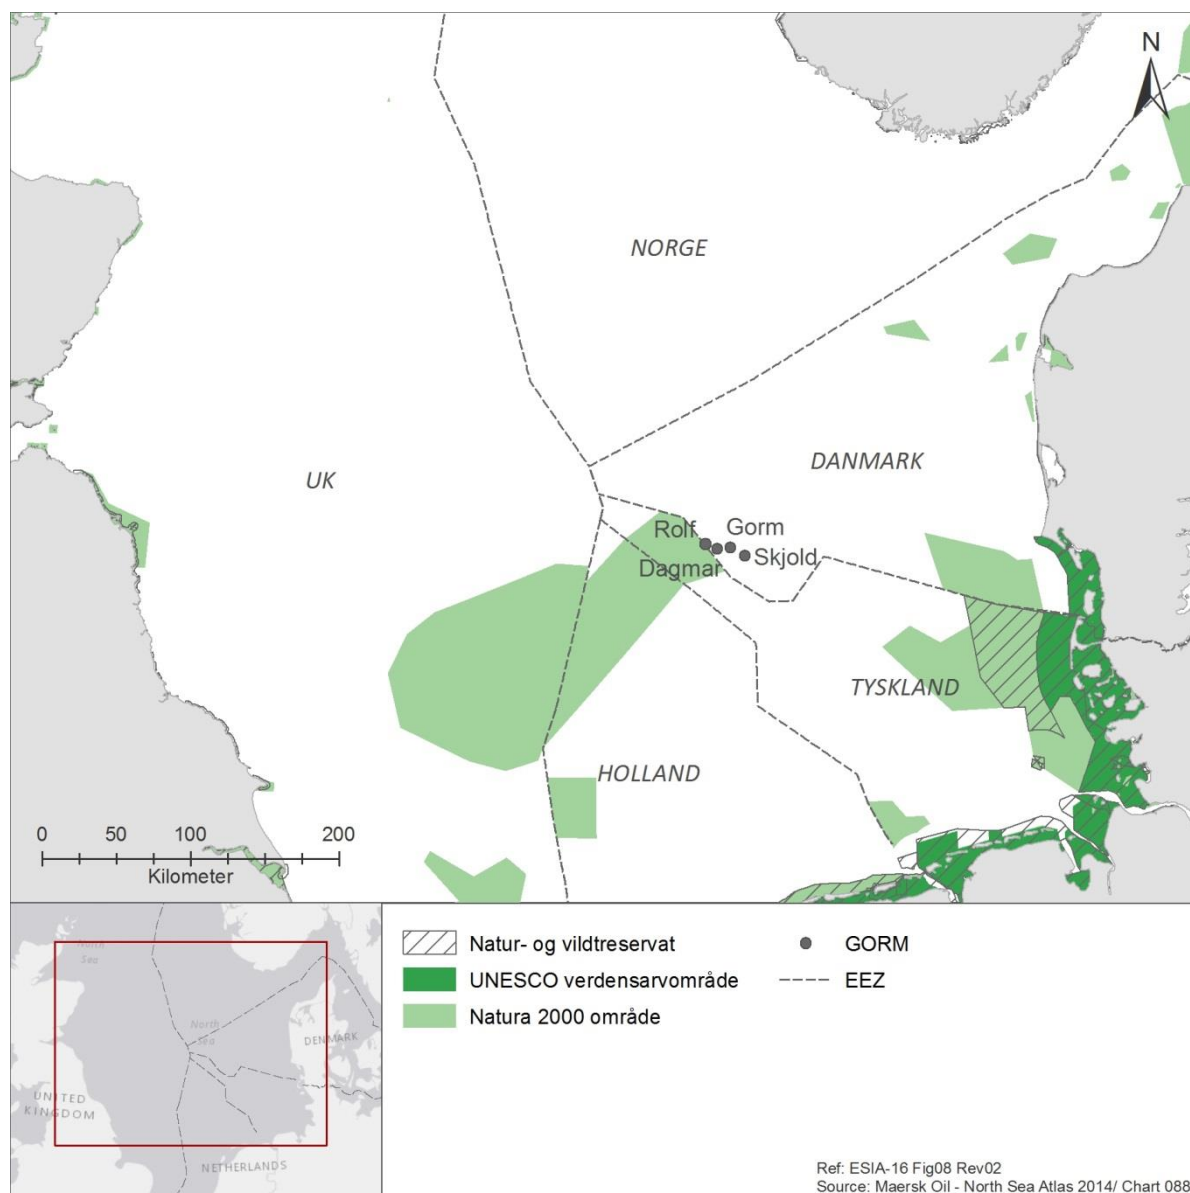 N
NORGE
DANMARK
UK
Rolf
Gorm
Dagmar
Skjold
TYSKLAND
HOLLAND
0 50 100 200
Kilometer
North
Sea
North
Sea
DENMARK
UNITED
KINGDOM
NETHERLANDS
Natur- og vildtreservat
GORM
UNESCO verdensarvområde
EEZ
Natura 2000 område
Ref: ESIA-16 Fig08 Rev02
Source: Maersk Oil - North Sea Atlas 2014/ Chart 088